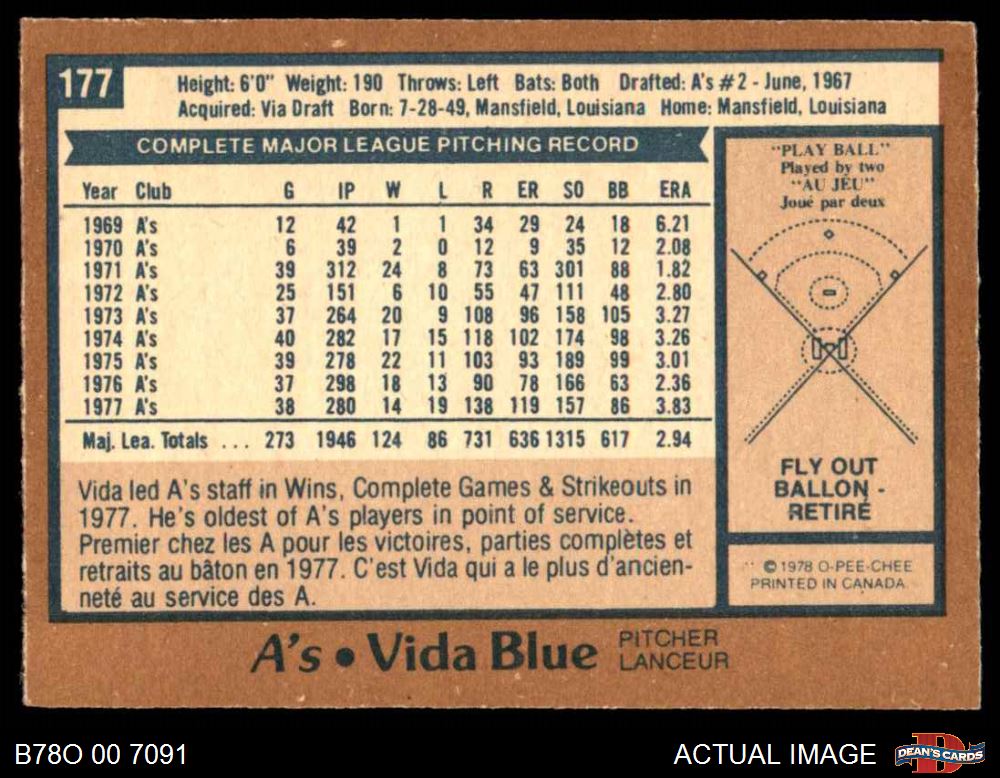 177
Height: 6'0" Weight: 190 Throws: Left Bats: Both Drafted: A's #2 - June, 1967
Acquired: Via Draft Born: 7-28-49, Mansfield, Louisiana Home: Mansfield, Louisiana
COMPLETE MAJOR LEAGUE PITCHING RECORD
Year Club G IP W L R ER SO BB ERA
1969 A's 12 42 1 1 34 29 24 18 6.21
1970 A's 6 39 2 0 12 9 35 12 2.08
1971 A's 39 312 24 8 73 63 301 88 1.82
1972 A's 25 151 6 10 55 47 111 48 2.80
1973 A's 37 264 20 9 108 96 158 105 3.27
1974 A's 40 282 17 15 118 102 174 98 3.26
1975 A's 39 278 22 11 103 93 189 99 3.01
1976 A's 37 298 18 13 90 78 166 63 2.36
1977 A's 38 280 14 19 138 119 157 86 3.83
Maj. Lea. Totals ... 273 1946 124 86 731 636 1315 617 2.94
Vida led A's staff in Wins, Complete Games & Strikeouts in
1977. He's oldest of A's players in point of service.
Premier chez les A pour les victoires, parties complètes et
retraits au bâton en 1977. C'est Vida qui a le plus d'ancien-
neté au service des A.
"PLAY BALL"
Played by two
"AU JEU"
Joué par deux
FLY OUT
BALLON -
RETIRÉ
© 1978 O-PEE-CHEE
PRINTED IN CANADA
A's • Vida Blue PITCHER
LANCEUR
B78O 00 7091
ACTUAL IMAGE
DEAN'S CARDS